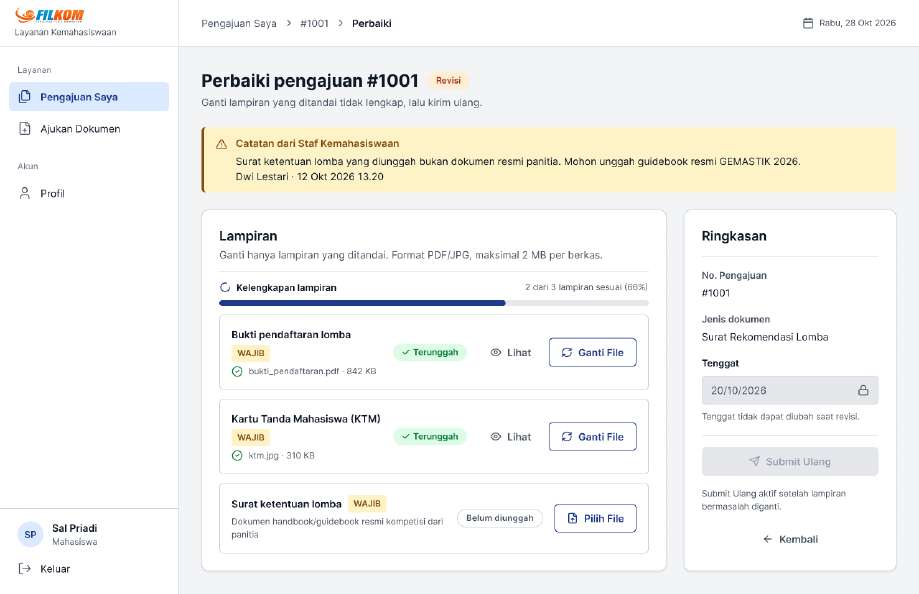 FILKOM
Layanan Kemahasiswaan
Layanan
Pengajuan Saya
Ajukan Dokumen
Akun
Profil
SP
Sal Priadi
Mahasiswa
Keluar
Pengajuan Saya > #1001 > Perbaiki
Rabu, 28 Okt 2026
Perbaiki pengajuan #1001 Revisi
Ganti lampiran yang ditandai tidak lengkap, lalu kirim ulang.
Catatan dari Staf Kemahasiswaan
Surat ketentuan lomba yang diunggah bukan dokumen resmi panitia. Mohon unggah guidebook resmi GEMASTIK 2026.
Dwi Lestari · 12 Okt 2026 13.20
Lampiran
Ganti hanya lampiran yang ditandai. Format PDF/JPG, maksimal 2 MB per berkas.
Kelengkapan lampiran 2 dari 3 lampiran sesuai (66%)
Bukti pendaftaran lomba
WAJIB
bukti_pendaftaran.pdf · 842 KB
Terunggah Lihat Ganti File
Kartu Tanda Mahasiswa (KTM)
WAJIB
ktm.jpg · 310 KB
Terunggah Lihat Ganti File
Surat ketentuan lomba WAJIB
Dokumen handbook/guidebook resmi kompetisi dari
panitia
Belum diunggah Pilih File
Ringkasan
No. Pengajuan
#1001
Jenis dokumen
Surat Rekomendasi Lomba
Tenggat
20/10/2026
Tenggat tidak dapat diubah saat revisi.
Submit Ulang
Submit Ulang aktif setelah lampiran
bermasalah diganti.
Kembali